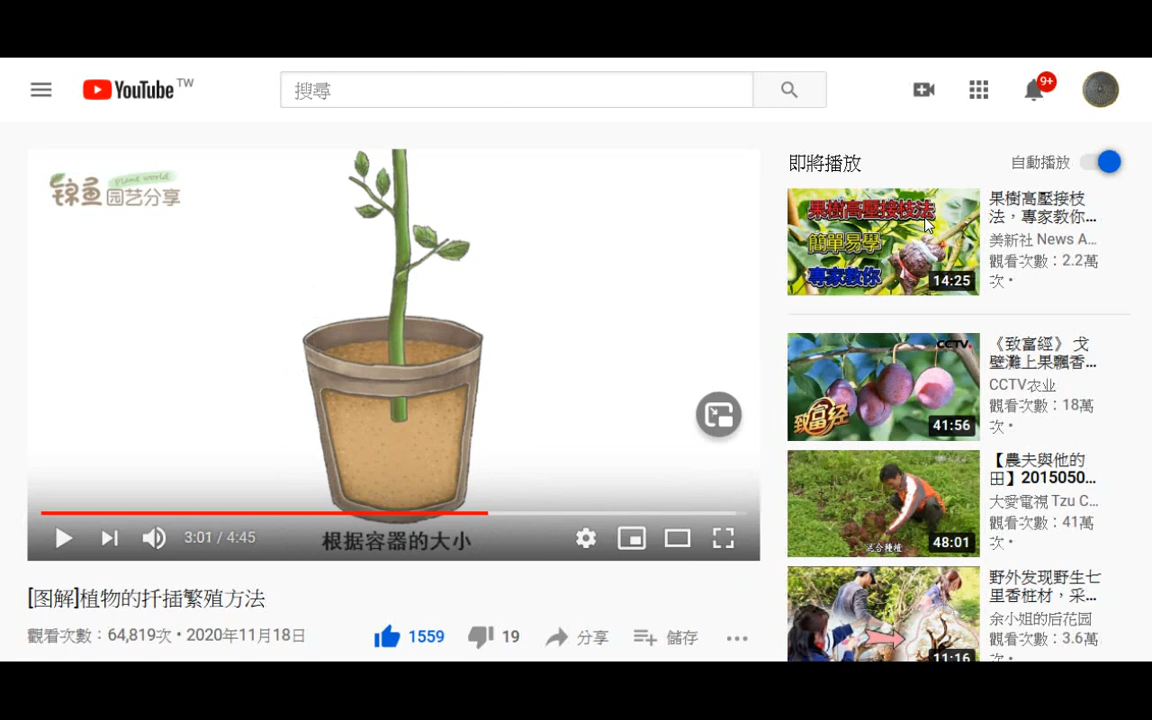 YouTube TW
搜尋
9+
锦鱼 plant world 园艺分享
根据容器的大小
3:01 / 4:45
[图解]植物的扦插繁殖方法
觀看次數：64,819次 • 2020年11月18日
1559
19
分享
儲存
即將播放
自動播放
果樹高壓接枝法
簡單易學
專家教你
14:25
果樹高壓接枝
法，專家教你...
美新社 News A...
觀看次數：2.2萬
次 •
CCTV.
致富经
41:56
《致富經》 戈
壁灘上果飄香...
CCTV农业
觀看次數：18萬
次 •
混合種植
48:01
【農夫與他的
田】2015050...
大愛電視 Tzu C...
觀看次數：41萬
次 •
11:16
野外发现野生七
里香桩材，采...
余小姐的后花园
觀看次數：3.6萬
次 •